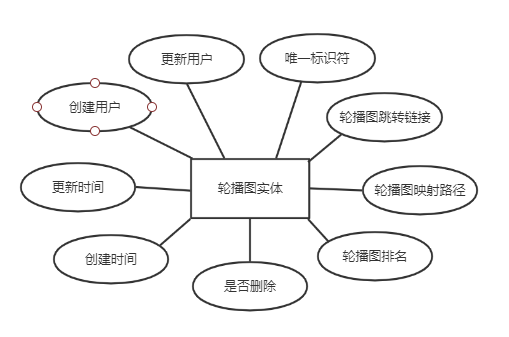 更新用户
唯一标识符
创建用户
轮播图跳转链接
更新时间
轮播图实体
轮播图映射路径
创建时间
轮播图排名
是否删除